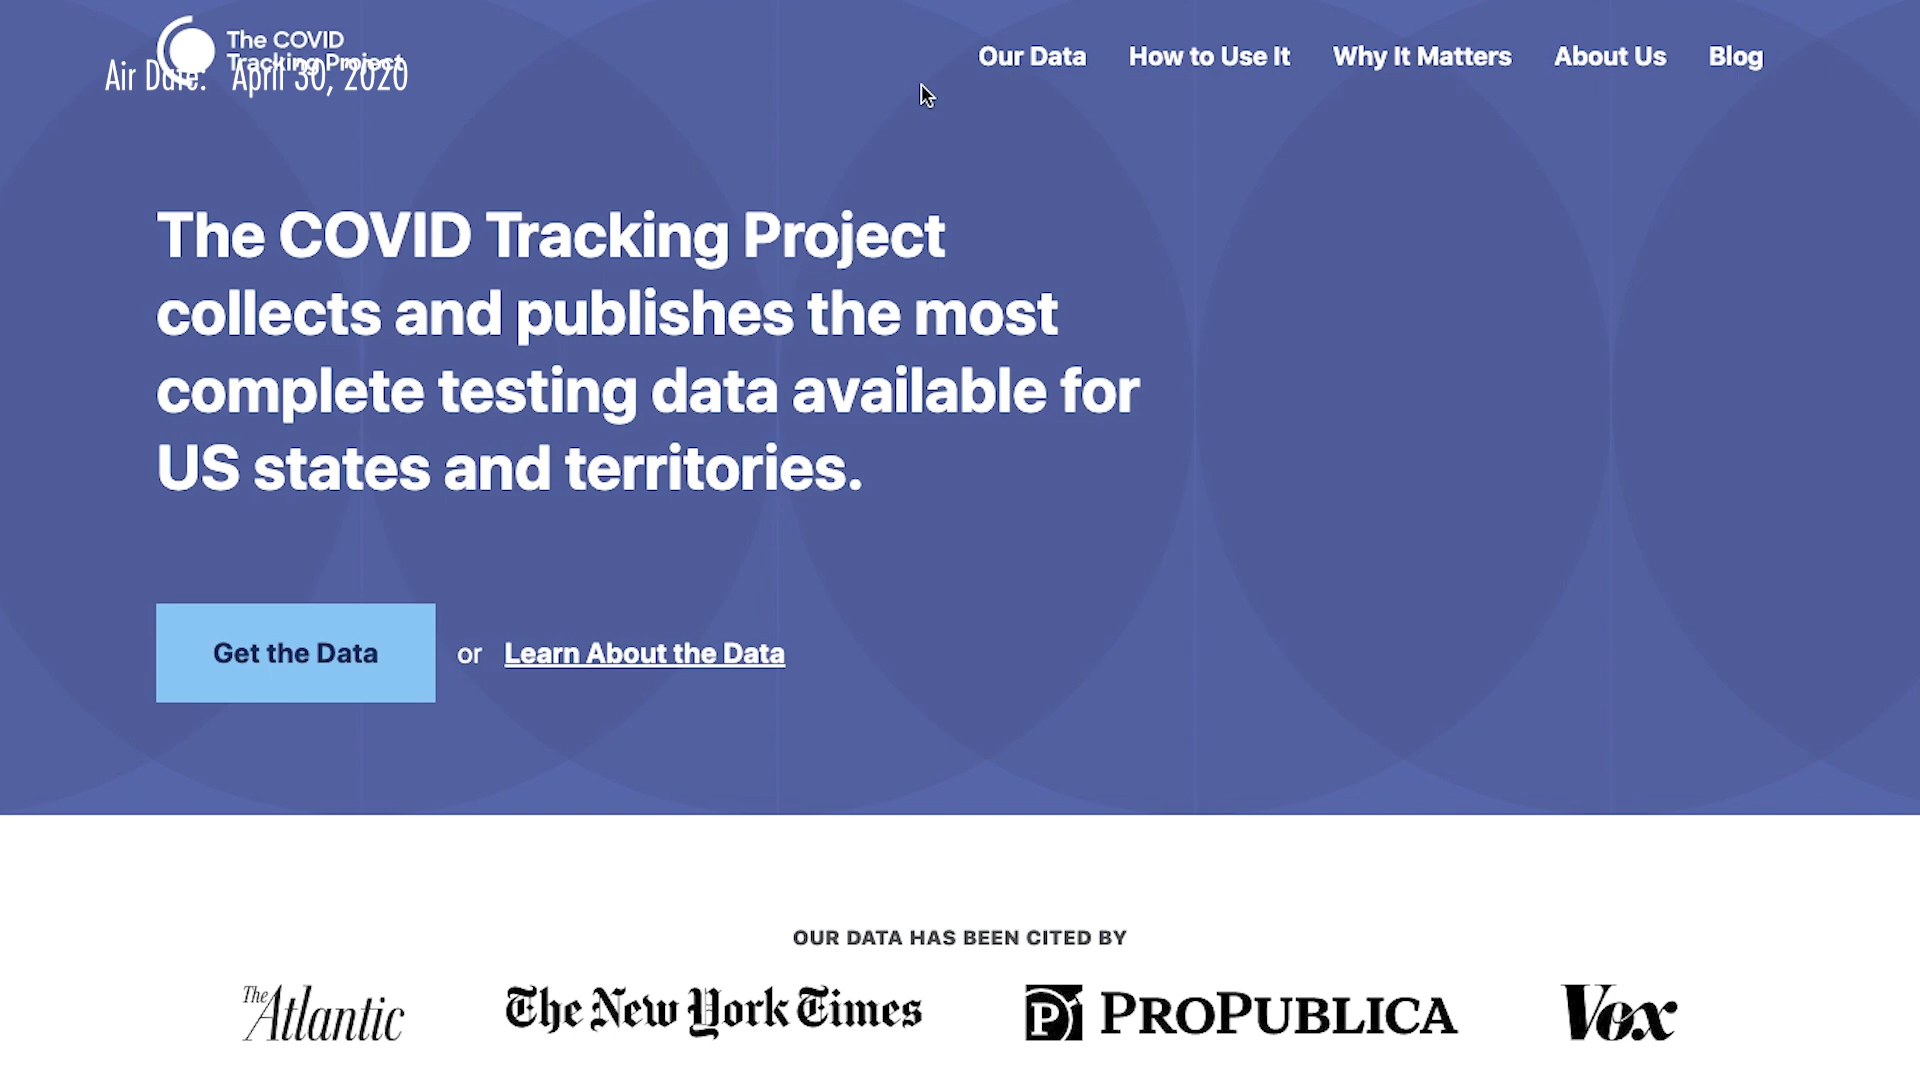 The COVID
Tracking Project
Air Date: April 30, 2020
Our Data
How to Use It
Why It Matters
About Us
Blog
The COVID Tracking Project
collects and publishes the most
complete testing data available for
US states and territories.
Get the Data
or
Learn About the Data
OUR DATA HAS BEEN CITED BY
The Atlantic
The New York Times
PROPUBLICA
Vox